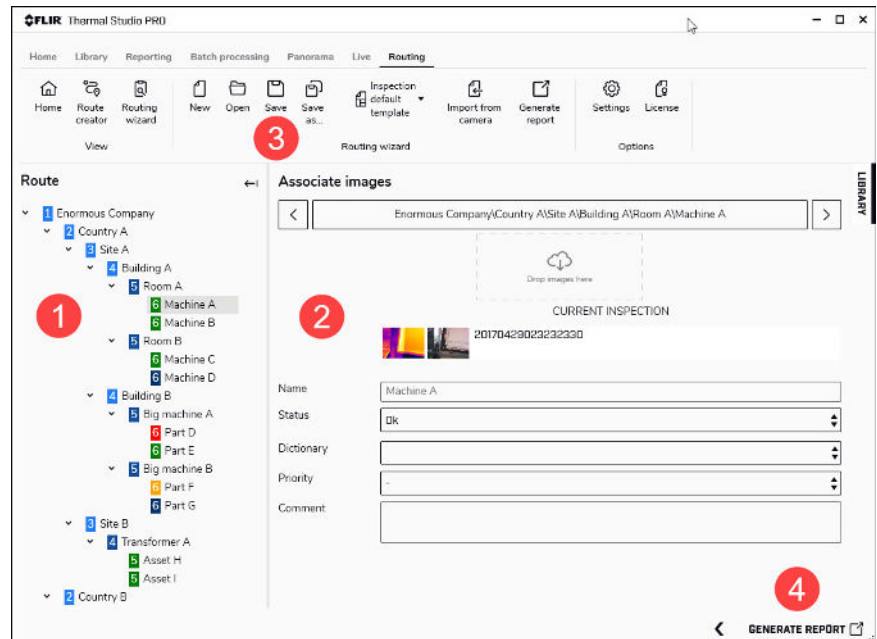 FLIR Thermal Studio PRO
Home Library Reporting Batch processing Panorama Live Routing
Home Route creator Routing wizard New Open Save Save as... Inspection default template Import from camera Generate report Settings License
View Routing wizard Options
3
Route
Associate images
LIBRARY
Enormous Company\Country A\Site A\Building A\Room A\Machine A
1 Enormous Company
2 Country A
3 Site A
4 Building A
5 Room A
6 Machine A
6 Machine B
5 Room B
6 Machine C
6 Machine D
4 Building B
5 Big machine A
6 Part D
6 Part E
5 Big machine B
6 Part F
6 Part G
3 Site B
4 Transformer A
5 Asset H
5 Asset I
2 Country B
1
2
Drop images here
CURRENT INSPECTION
20170429023232330
Name Machine A
Status Ok
Dictionary
Priority -
Comment
4
GENERATE REPORT